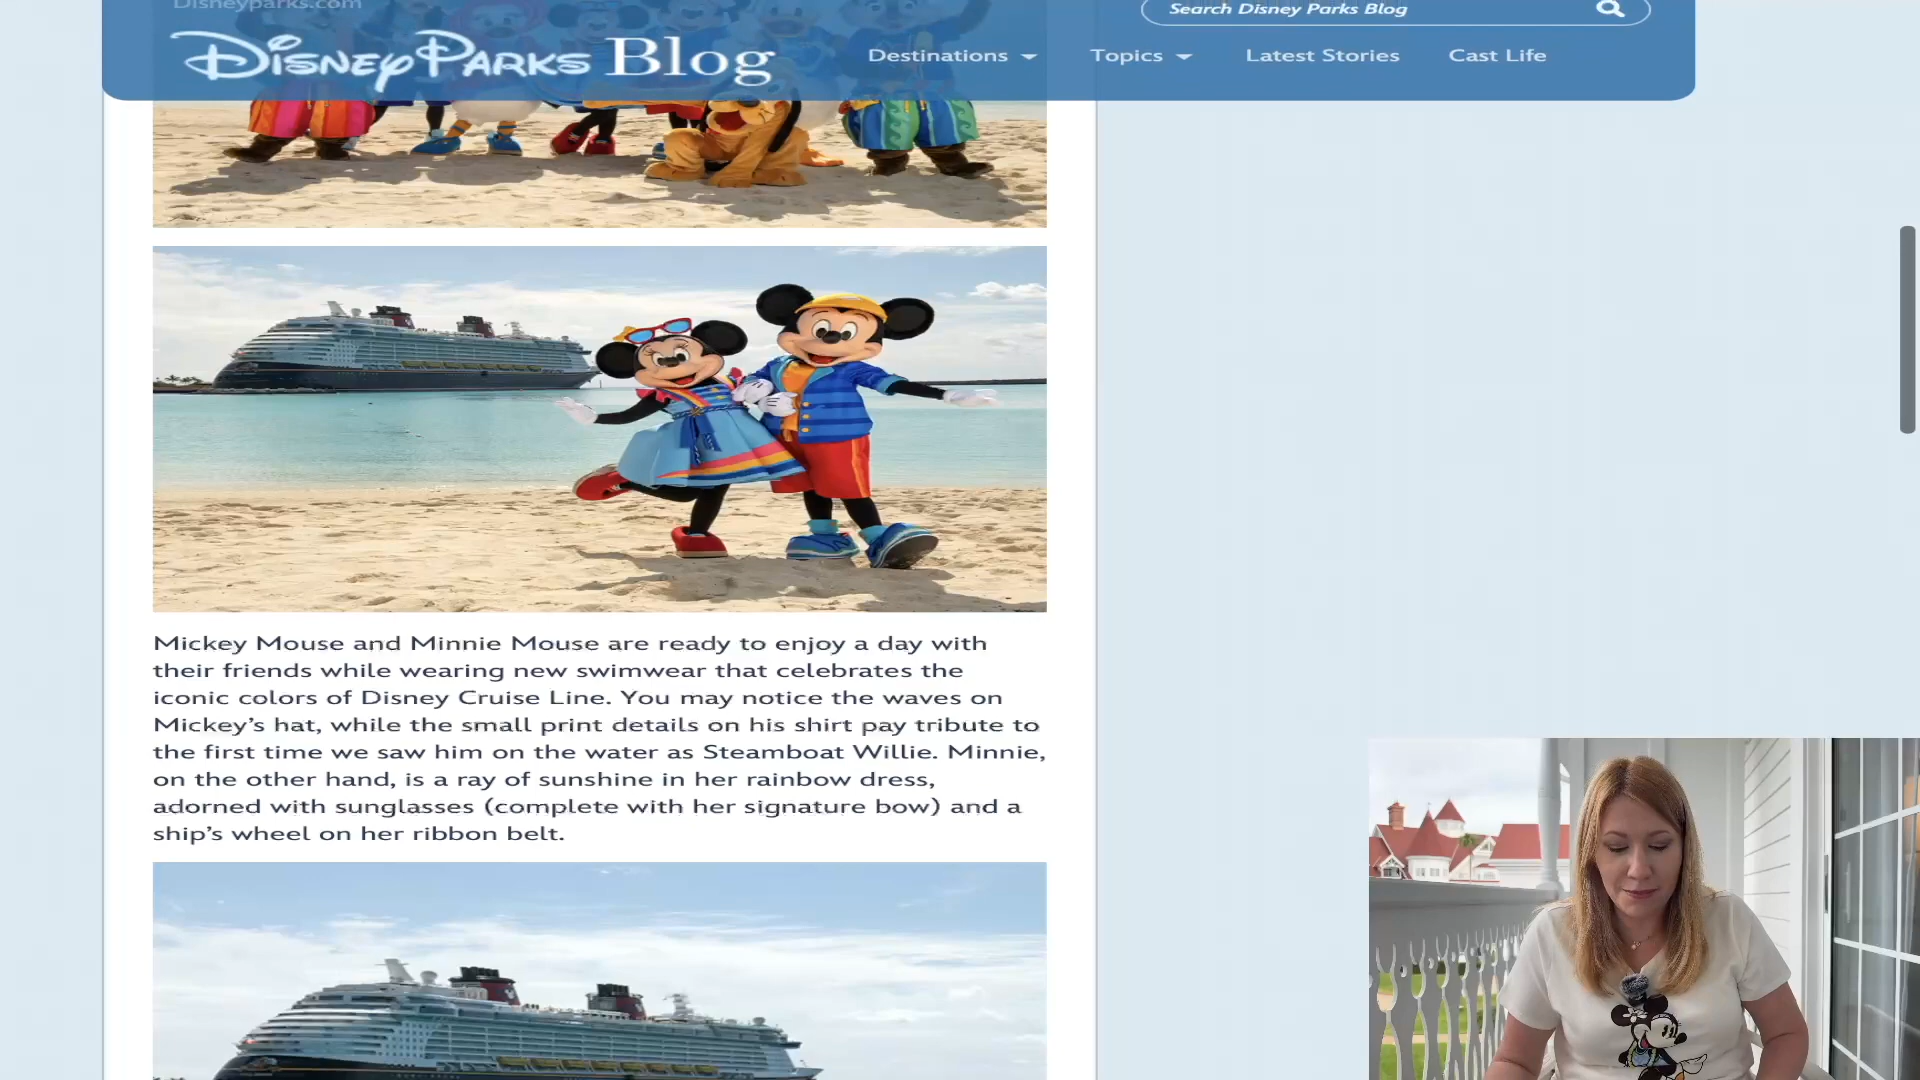 Disneyparks.com
Search Disney Parks Blog
Disney Parks Blog
Destinations
Topics
Latest Stories
Cast Life
Mickey Mouse and Minnie Mouse are ready to enjoy a day with
their friends while wearing new swimwear that celebrates the
iconic colors of Disney Cruise Line. You may notice the waves on
Mickey’s hat, while the small print details on his shirt pay tribute to
the first time we saw him on the water as Steamboat Willie. Minnie,
on the other hand, is a ray of sunshine in her rainbow dress,
adorned with sunglasses (complete with her signature bow) and a
ship’s wheel on her ribbon belt.